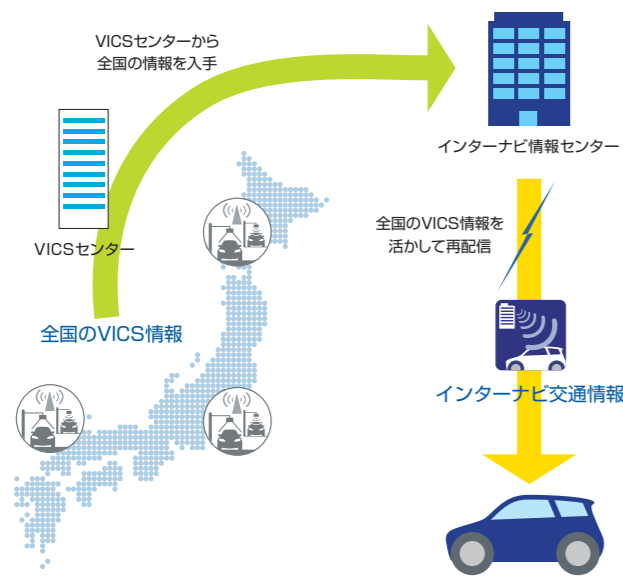 VICSセンターから
全国の情報を入手
インターナビ情報センター
VICSセンター
全国のVICS情報を
活かして再配信
全国のVICS情報
インターナビ交通情報